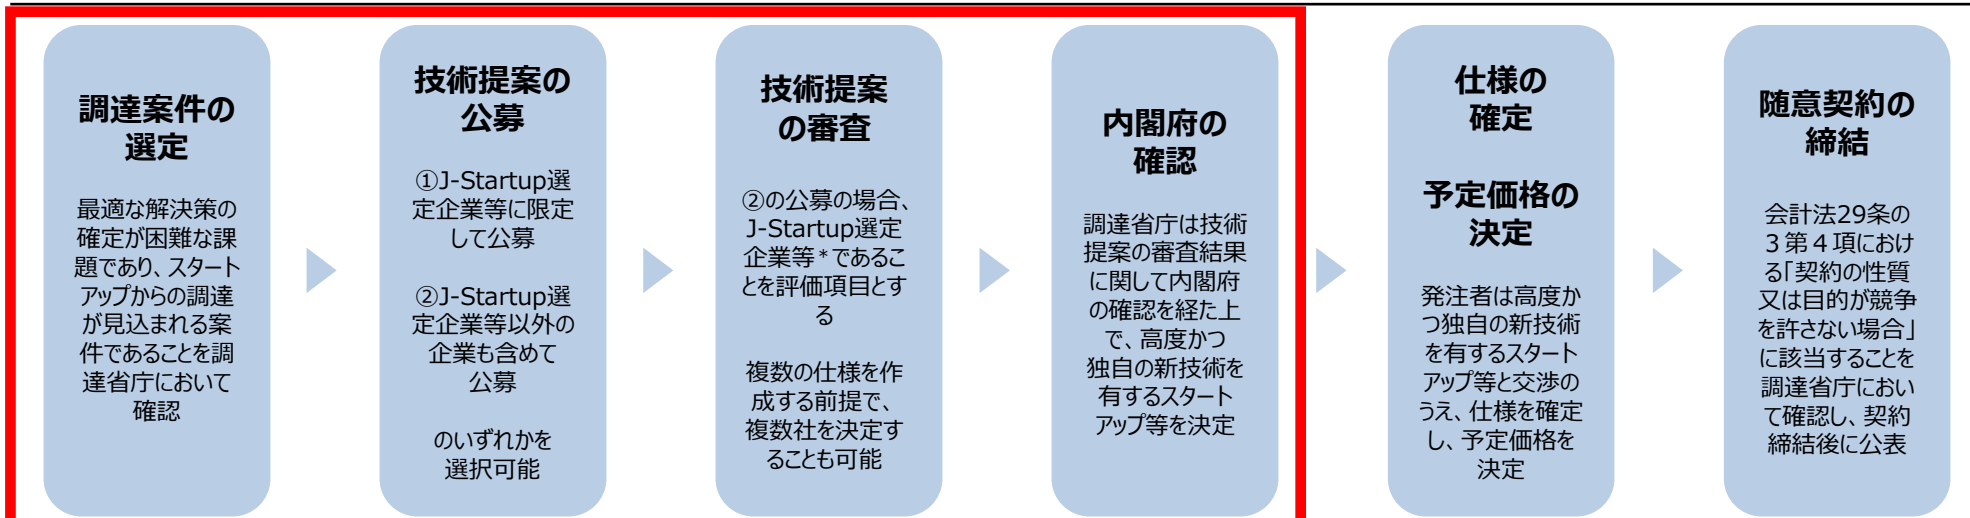 調達案件の
選定
最適な解決策の
確定が困難な課
題であり、スタート
アップからの調達
が見込まれる案
件であることを調
達省庁において
確認
技術提案の
公募
①J-Startup選
定企業等に限定
して公募
②J-Startup選
定企業等以外の
企業も含めて
公募
のいずれかを
選択可能
技術提案
の審査
②の公募の場合、
J-Startup選定
企業等*であるこ
とを評価項目とす
る
複数の仕様を作
成する前提で、
複数社を決定す
ることも可能
内閣府の
確認
調達省庁は技術
提案の審査結果
に関して内閣府
の確認を経た上
で、高度かつ
独自の新技術を
有するスタート
アップ等を決定
仕様の
確定
予定価格の
決定
発注者は高度か
つ独自の新技術
を有するスタート
アップ等と交渉の
うえ、仕様を確定
し、予定価格を
決定
随意契約の
締結
会計法29条の
3第4項におけ
る「契約の性質
又は目的が競争
を許さない場合」
に該当することを
調達省庁におい
て確認し、契約
締結後に公表